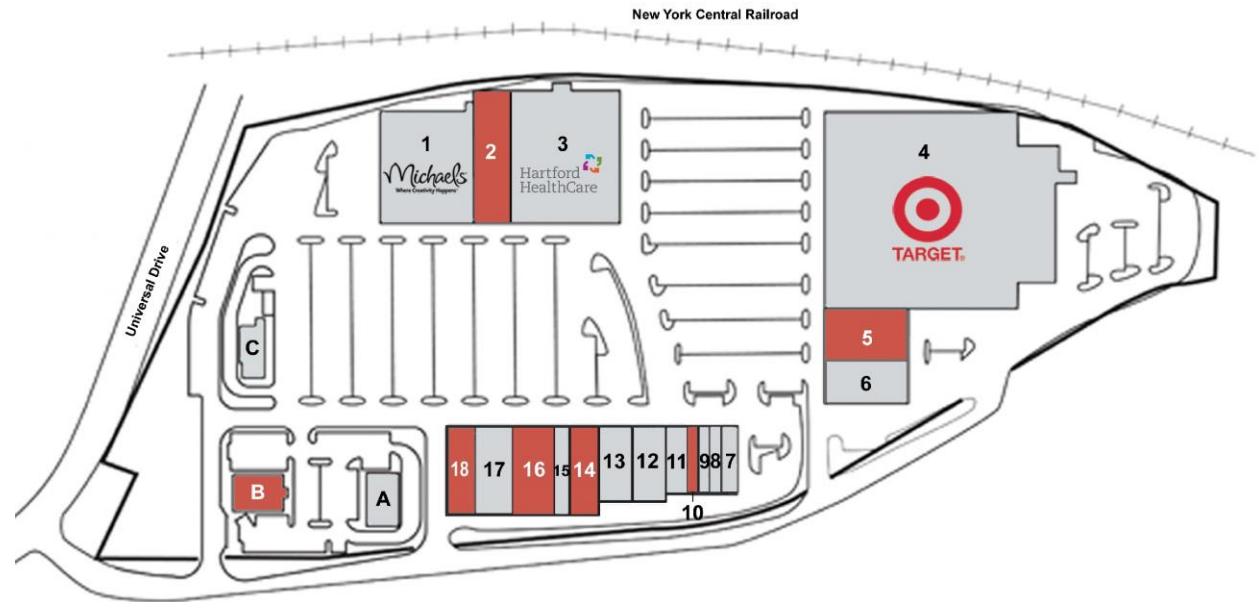 New York Central Railroad
Universal Drive
1
Michaels
Where Creativity Happens
2
3
Hartford
HealthCare
4
TARGET
5
6
C
B
A
18
17
16
15
14
13
12
11
9
8
7
10